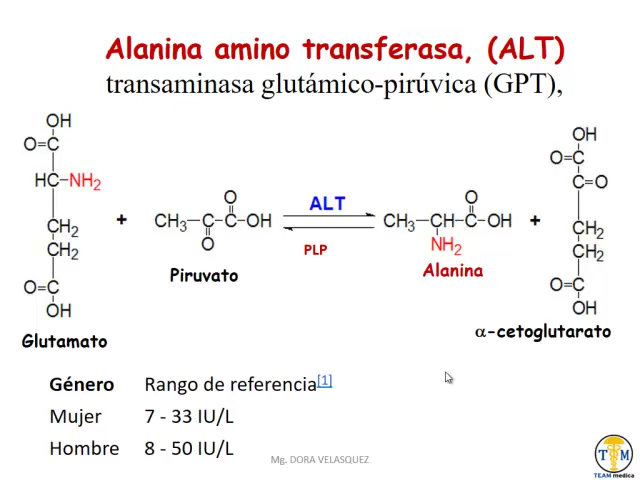 Alanina amino transferasa, (ALT)
transaminasa glutámico-pirúvica (GPT),
OH
O=C
HC-NH₂
CH₂
CH₂
O=C
OH
Glutamato
+
O O
CH₃-C-C-OH
O
Piruvato
ALT
PLP
O
CH₃-CH-C-OH
NH₂
Alanina
+
OH
O=C
C=O
CH₂
CH₂
O=C
OH
α-cetoglutarato
Género Rango de referencia[1]
Mujer 7 - 33 IU/L
Hombre 8 - 50 IU/L
Mg. DORA VELASQUEZ
T M
TEAM medica